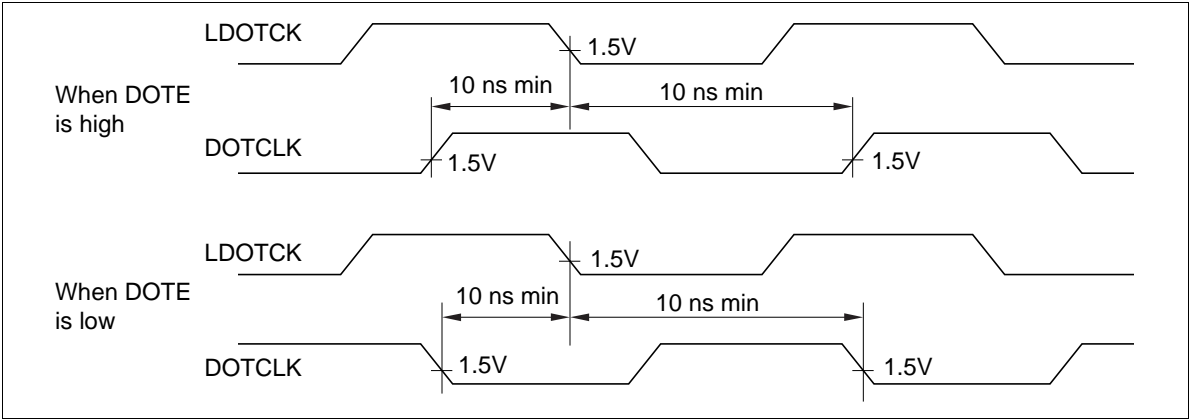 LDOTCK
1.5V
When DOTE
is high
10 ns min
10 ns min
DOTCLK
1.5V
1.5V
LDOTCK
1.5V
When DOTE
is low
10 ns min
10 ns min
DOTCLK
1.5V
1.5V